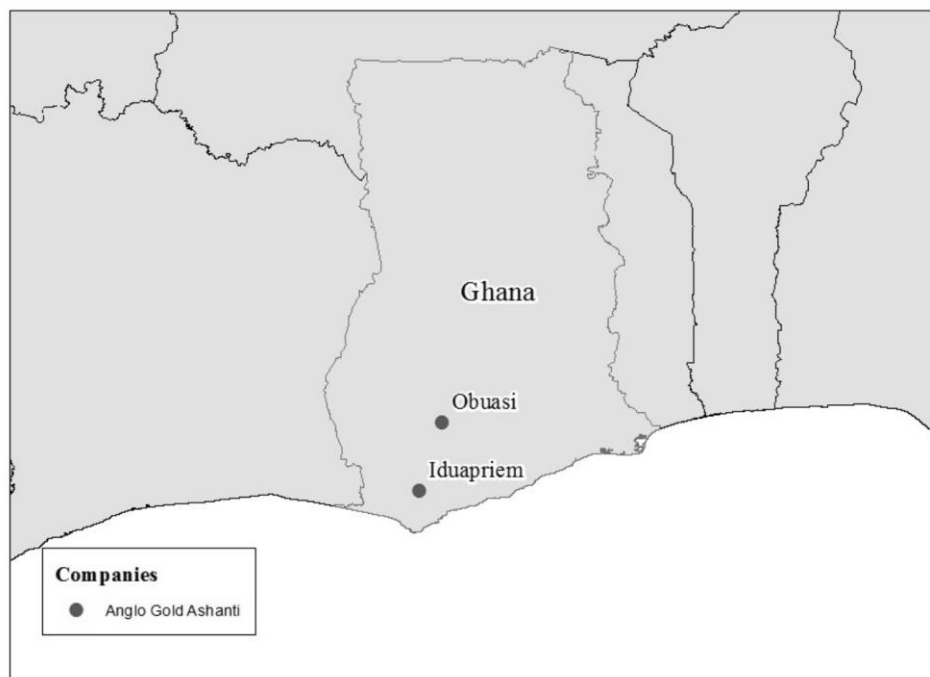 Ghana
Obuasi
Iduapriem
Companies
Anglo Gold Ashanti